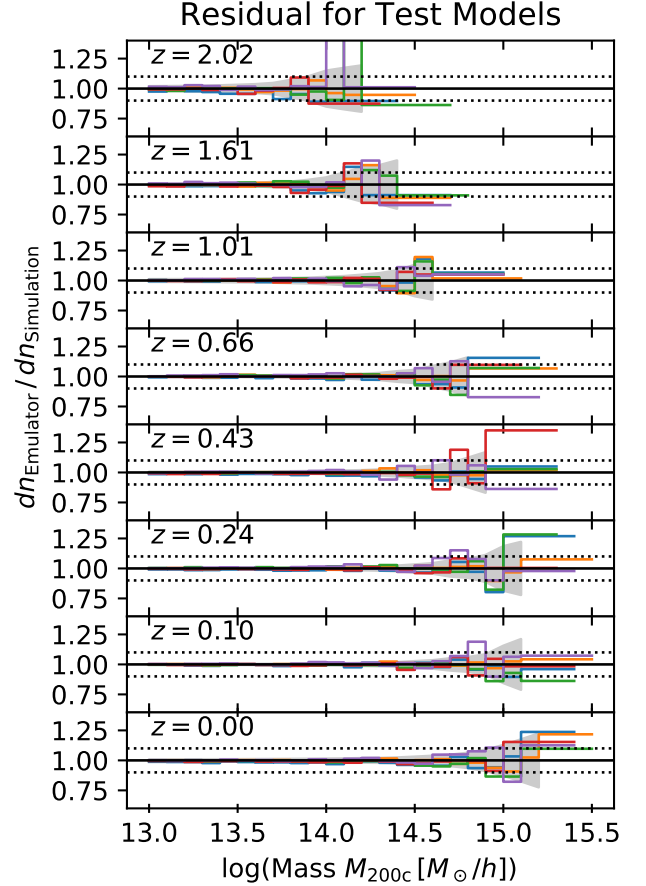 Residual for Test Models
z = 2.02
1.25
1.00
0.75
z = 1.61
1.25
1.00
0.75
z = 1.01
1.25
1.00
0.75
z = 0.66
1.25
1.00
0.75
z = 0.43
1.25
1.00
0.75
z = 0.24
1.25
1.00
0.75
z = 0.10
1.25
1.00
0.75
z = 0.00
1.25
1.00
0.75
dn_Emulator / dn_Simulation
13.0 13.5 14.0 14.5 15.0 15.5
log(Mass M_200c [M_⊙/h])